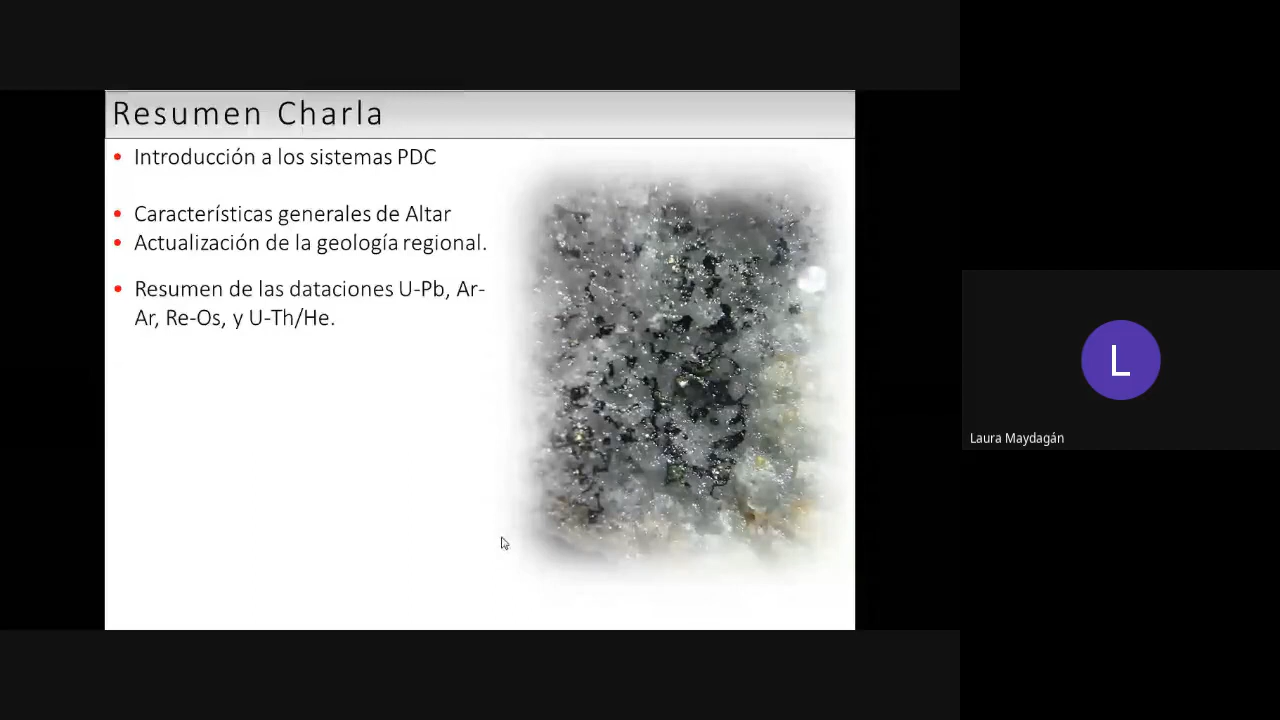 Resumen Charla
• Introducción a los sistemas PDC
• Características generales de Altar
• Actualización de la geología regional.
• Resumen de las dataciones U-Pb, Ar-
Ar, Re-Os, y U-Th/He.
L
Laura Maydagán